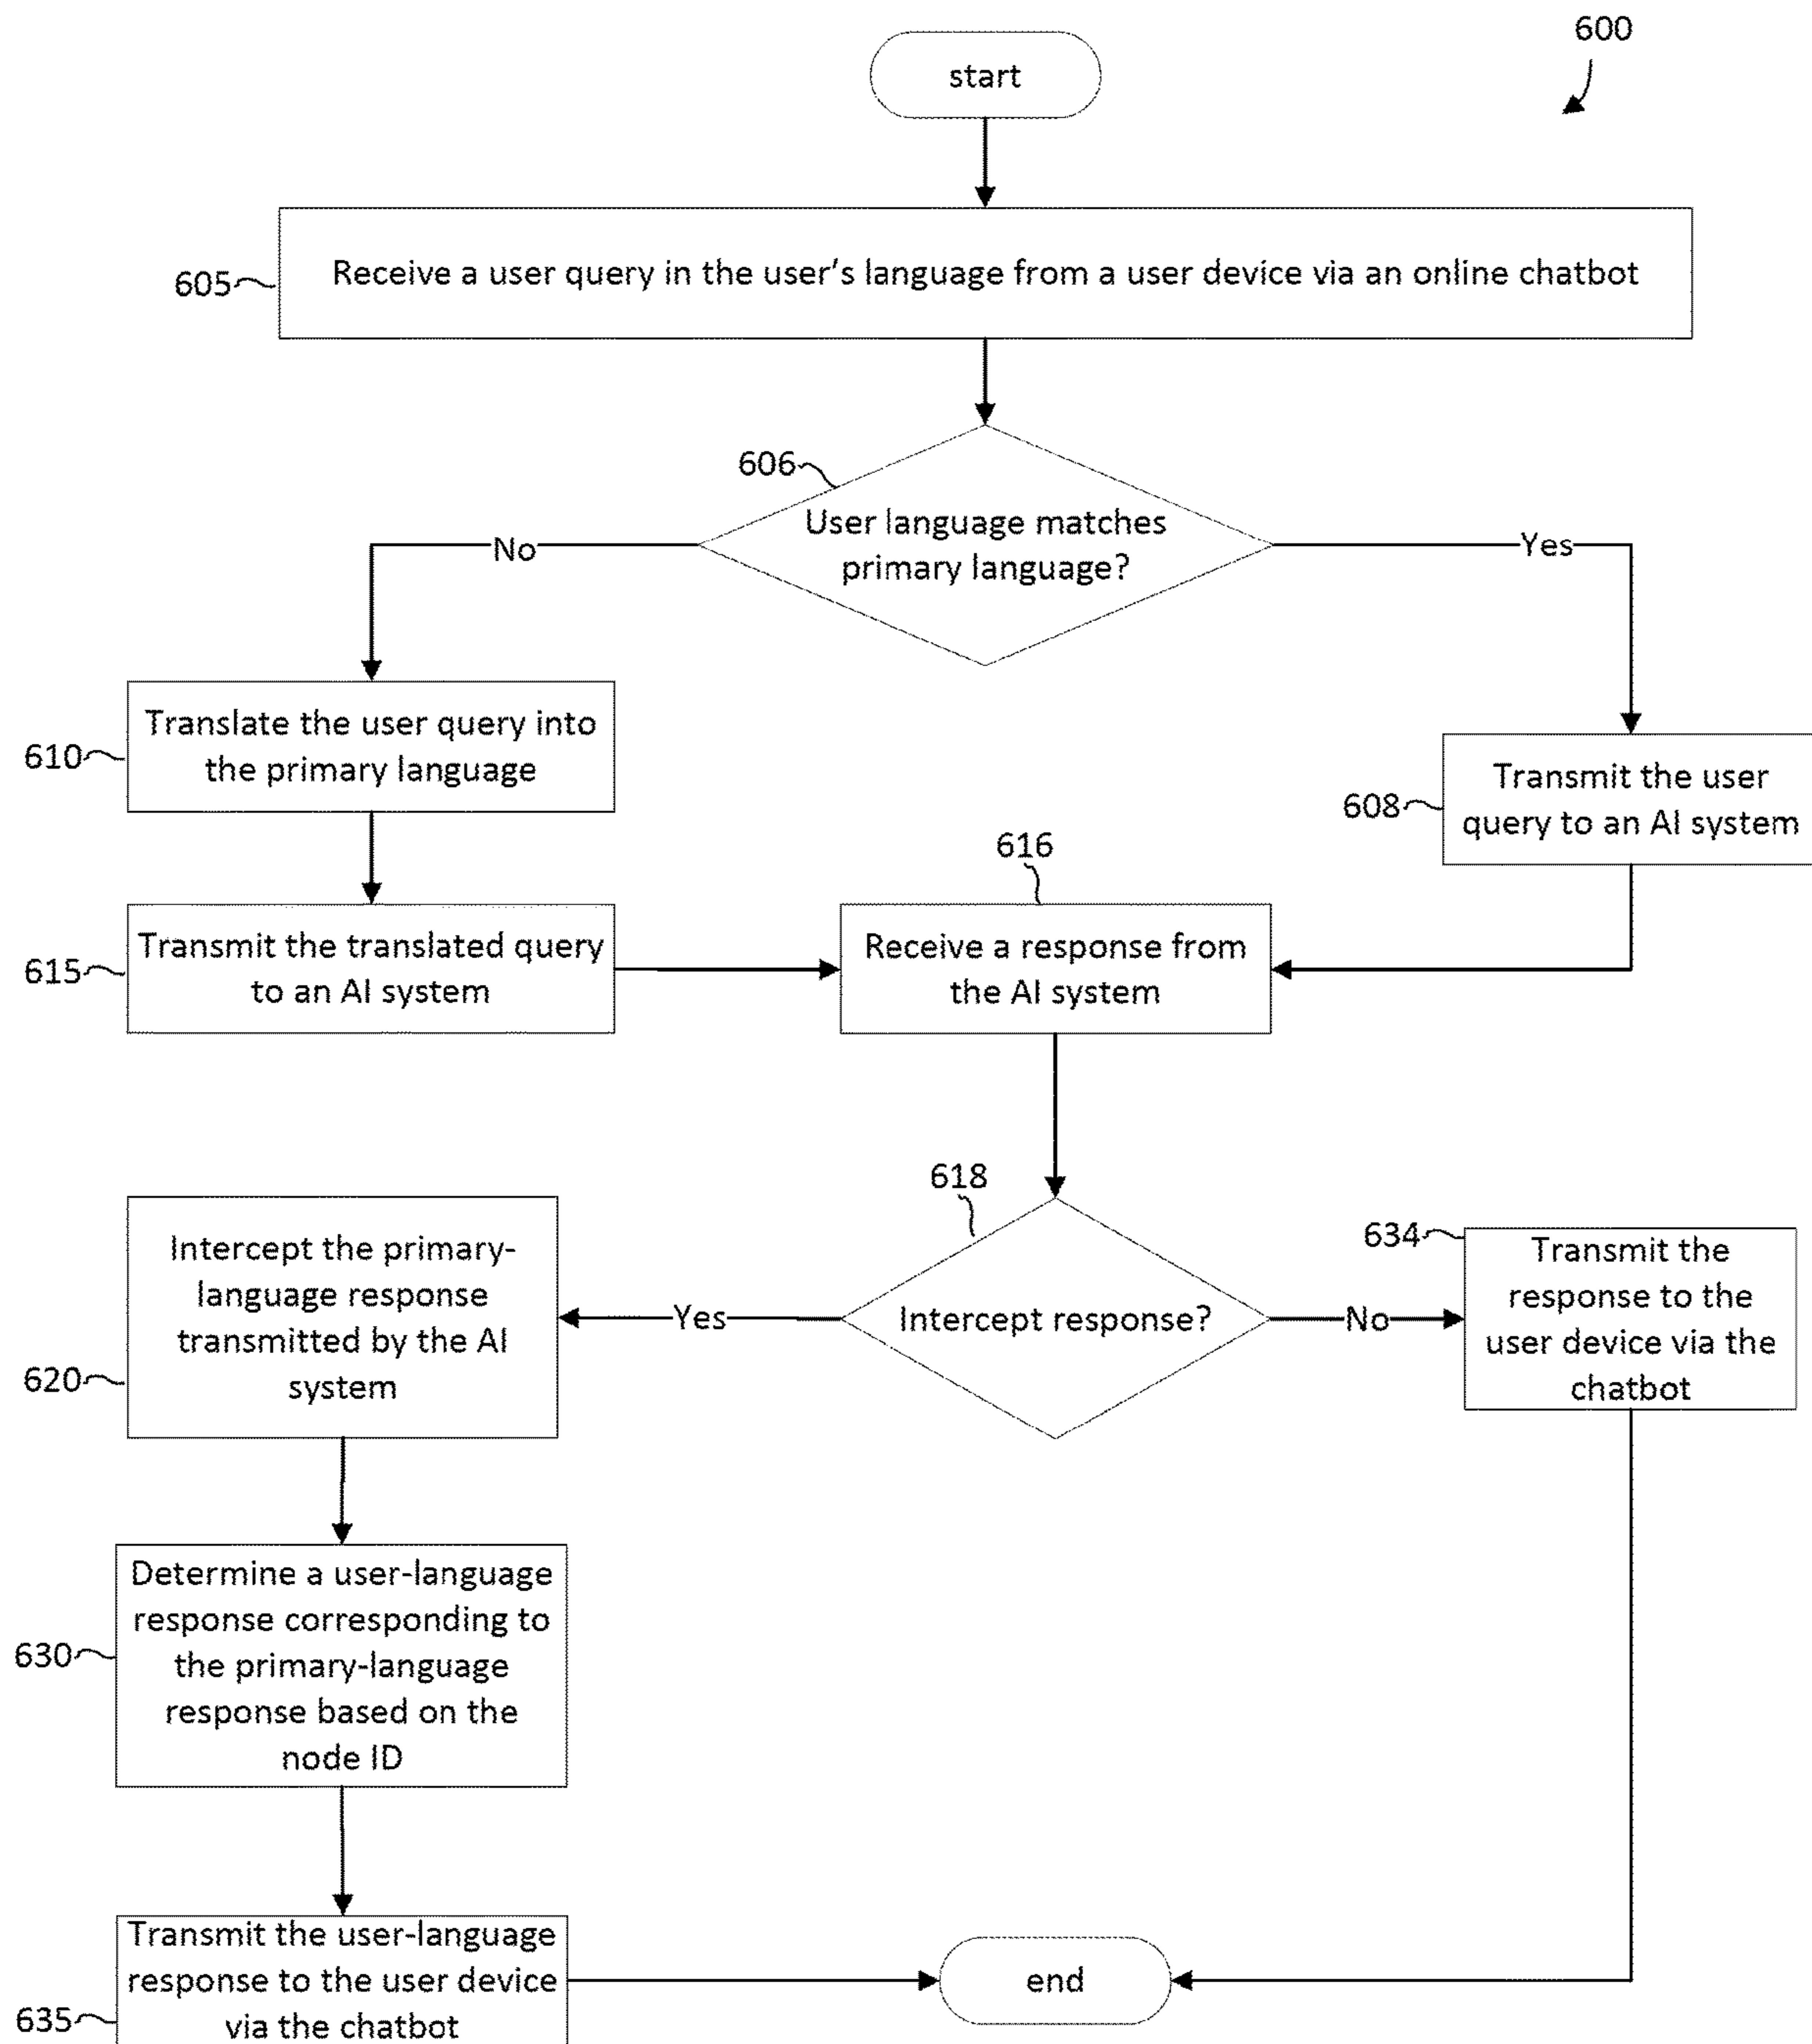 600
start
605
Receive a user query in the user's language from a user device via an online chatbot
606
User language matches
primary language?
No
Yes
610
Translate the user query into
the primary language
608
Transmit the user
query to an AI system
615
Transmit the translated query
to an AI system
616
Receive a response from
the AI system
618
Intercept response?
Yes
No
620
Intercept the primary-
language response
transmitted by the AI
system
634
Transmit the
response to the
user device via the
chatbot
630
Determine a user-language
response corresponding to
the primary-language
response based on the
node ID
635
Transmit the user-language
response to the user device
via the chatbot
end